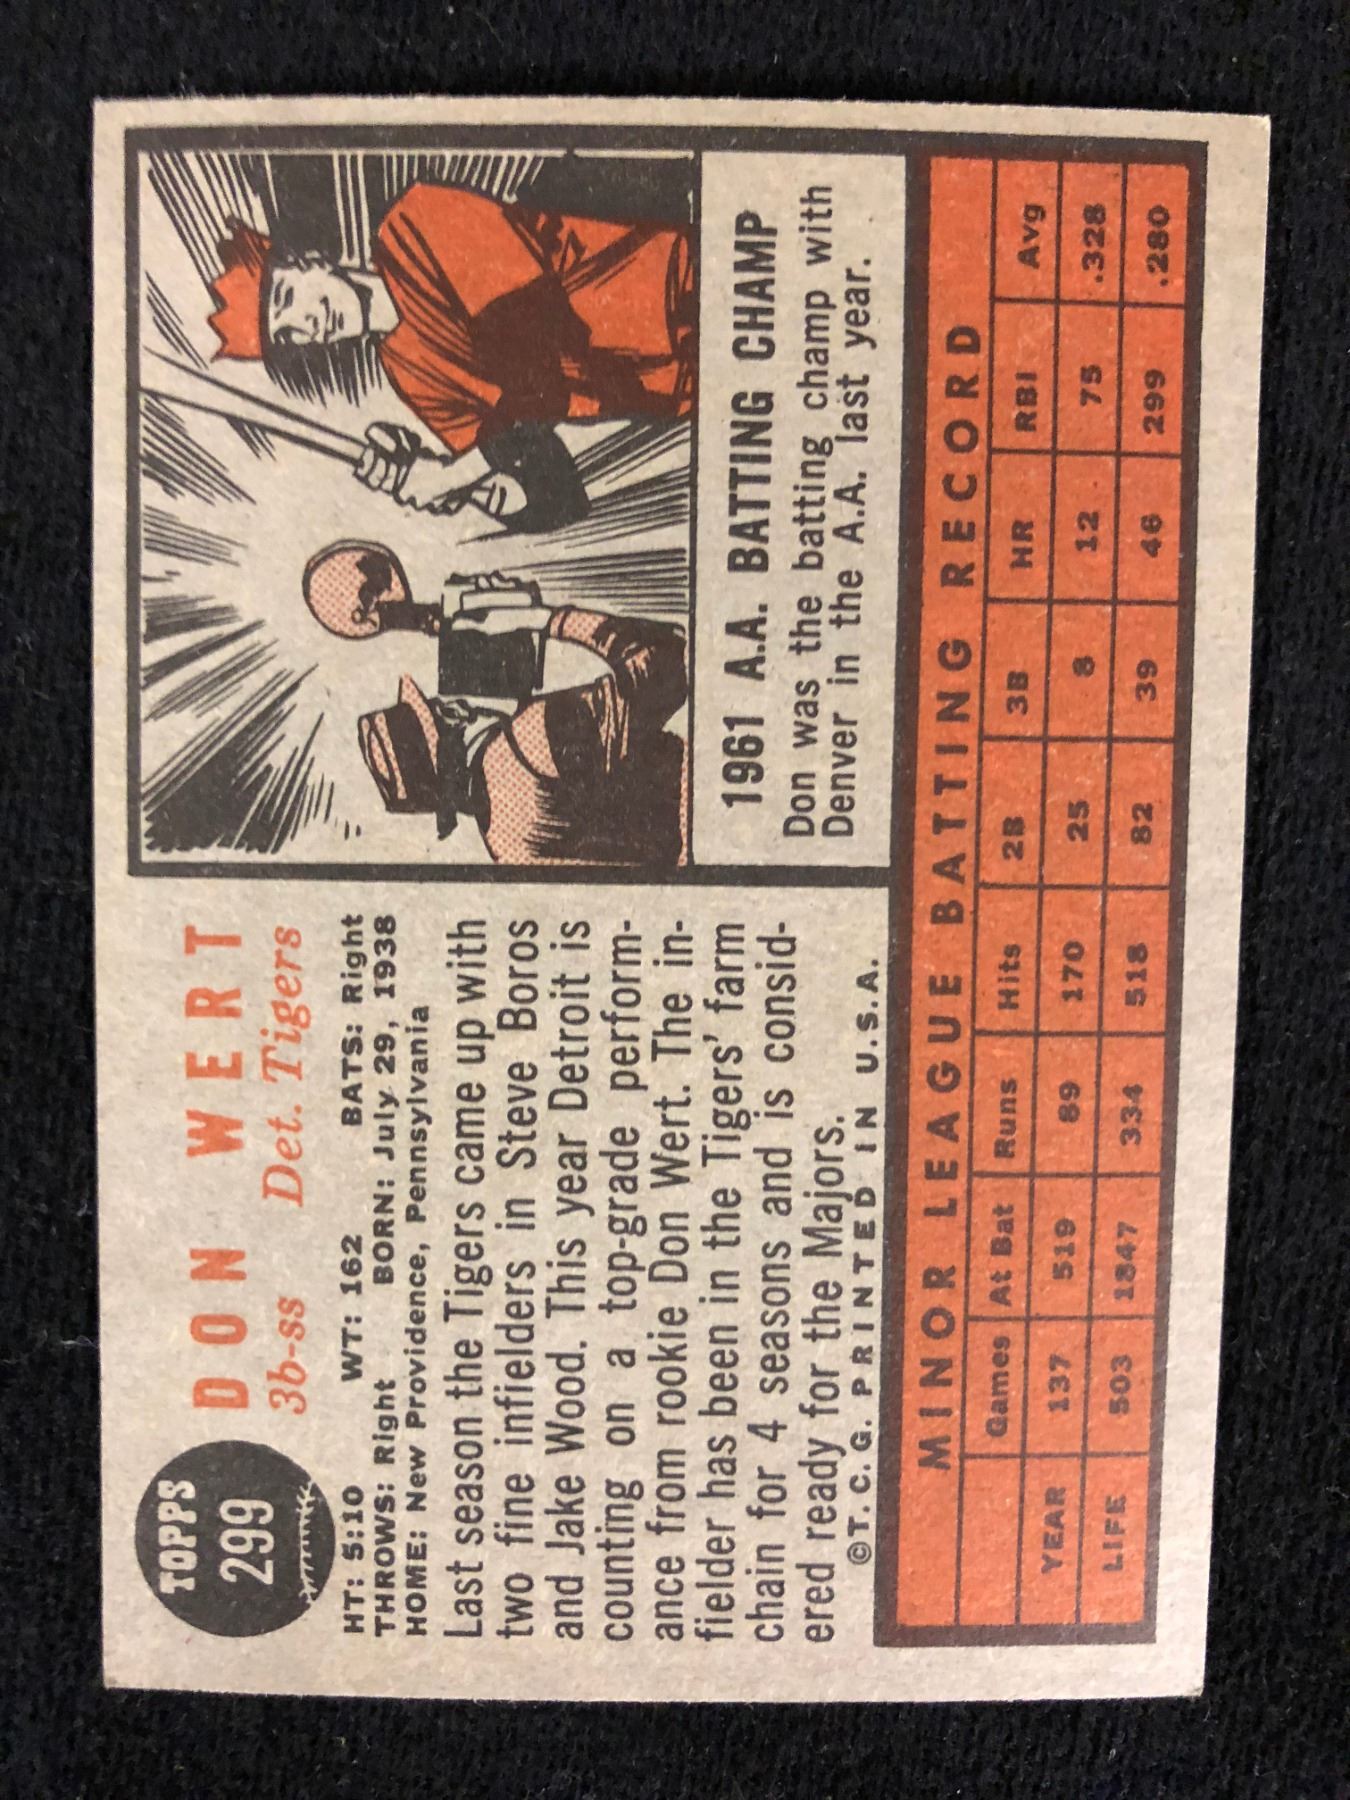 TOPPS
299
DON WERT
3b-ss Det. Tigers
HT: 5:10 WT: 162 BATS: Right
THROWS: Right BORN: July 29, 1938
HOME: New Providence, Pennsylvania
Last season the Tigers came up with
two fine infielders in Steve Boros
and Jake Wood. This year Detroit is
counting on a top-grade perform-
ance from rookie Don Wert. The in-
fielder has been in the Tigers' farm
chain for 4 seasons and is consid-
ered ready for the Majors.
©T. C. G. PRINTED IN U.S.A.
1961 A.A. BATTING CHAMP
Don was the batting champ with
Denver in the A.A. last year.
MINOR LEAGUE BATTING RECORD
Games At Bat Runs Hits 2B 3B HR RBI Avg
YEAR 137 519 89 170 25 8 12 75 .328
LIFE 503 1847 334 518 82 39 46 299 .280